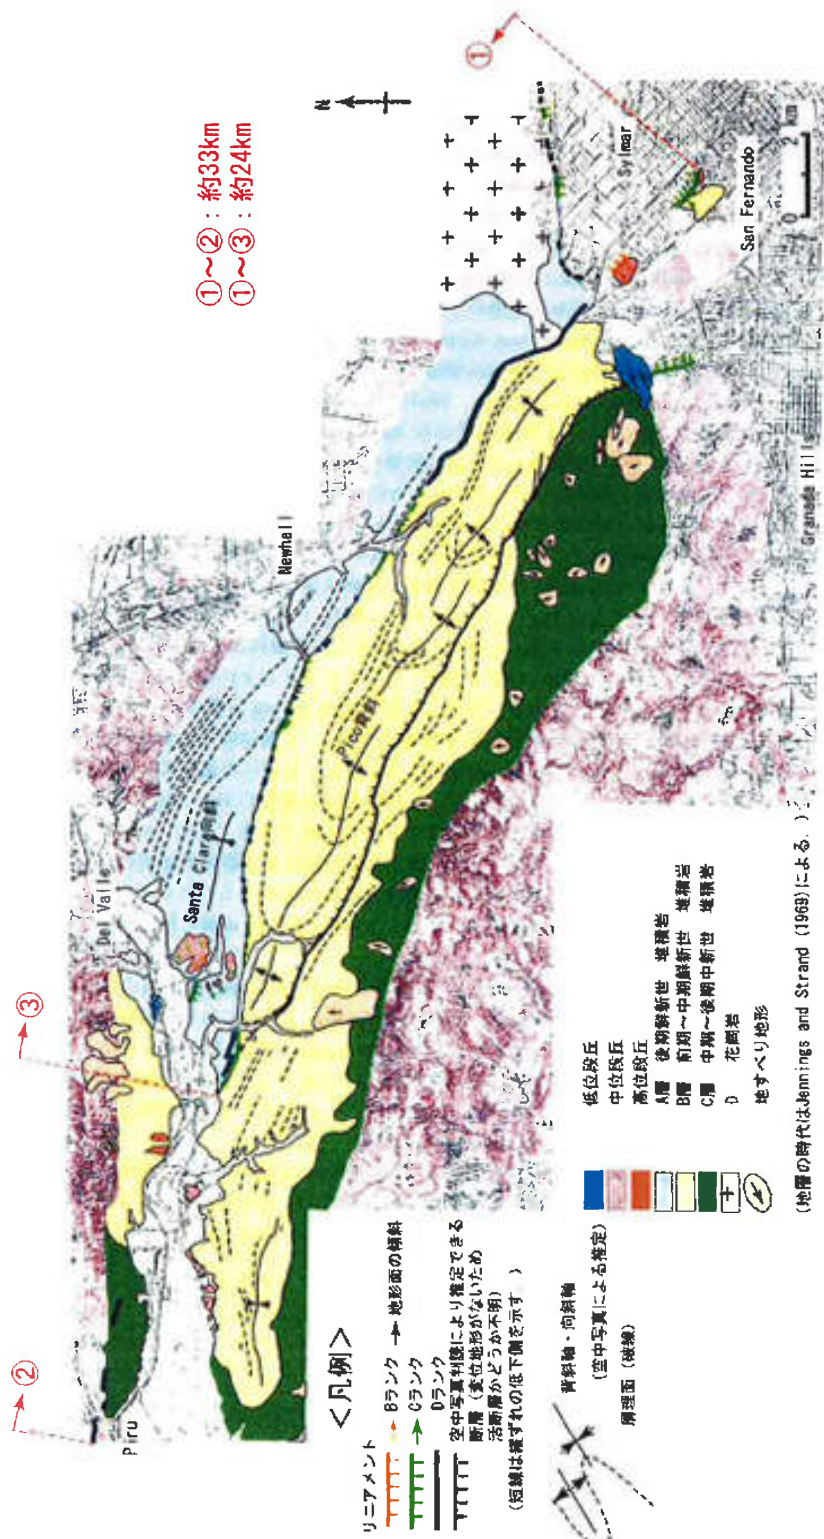 ①～②：約33km
①～③：約24km
N
①
②
③
Piru
Del Valle
Santa Clara
Newhall
Pico背斜
Sylmar
San Fernando
Granada Hill
0 2 km
＜凡例＞
リニアメント
Bランク
Cランク
Dランク
地形面の傾斜
空中写真判読により推定できる
断層（変位地形がないため
活断層かどうか不明）
（短線は縦ずれの低下側を示す。）
背斜軸・向斜軸
（空中写真による推定）
層理面（破線）
低位段丘
中位段丘
高位段丘
A層 後期鮮新世 堆積岩
B層 前期～中期鮮新世 堆積岩
C層 中期～後期中新世 堆積岩
D 花崗岩
地すべり地形
（地層の時代はJennings and Strand (1969)による。）